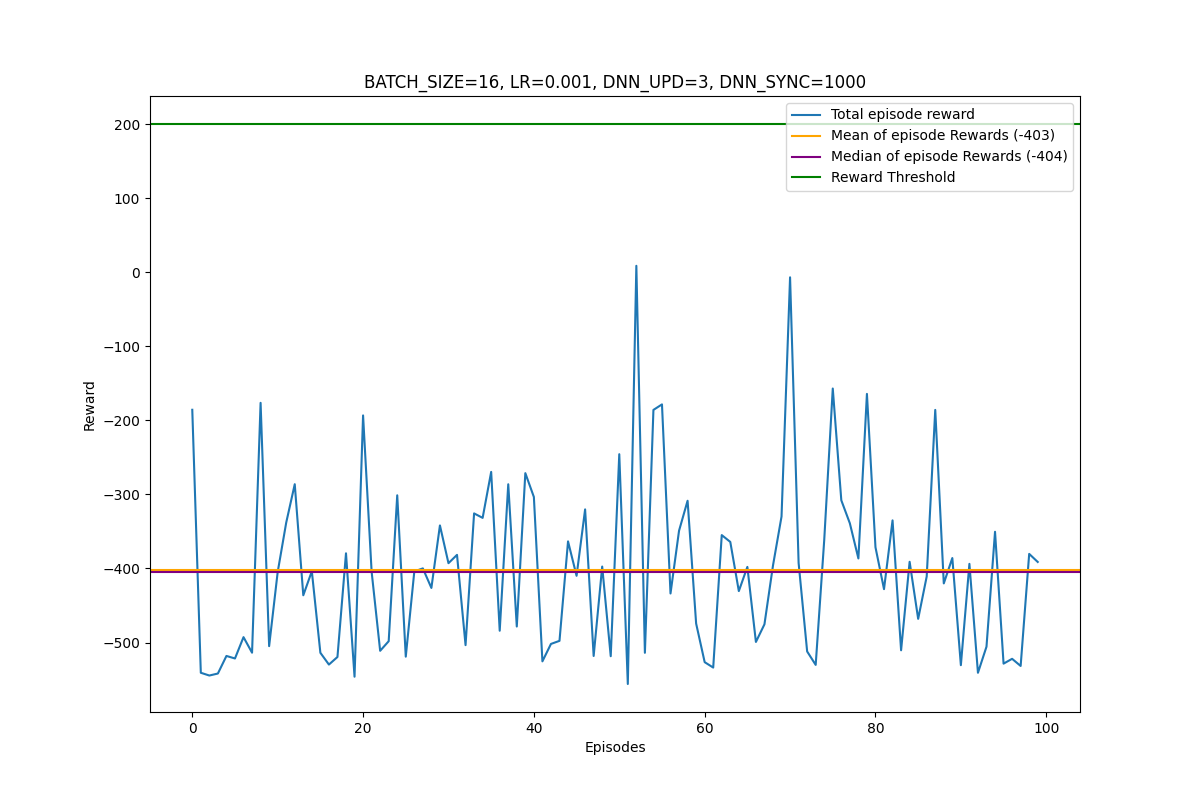 BATCH_SIZE=16, LR=0.001, DNN_UPD=3, DNN_SYNC=1000
Total episode reward
Mean of episode Rewards (-403)
Median of episode Rewards (-404)
Reward Threshold
200
100
0
−100
−200
−300
−400
−500
Reward
0 20 40 60 80 100
Episodes